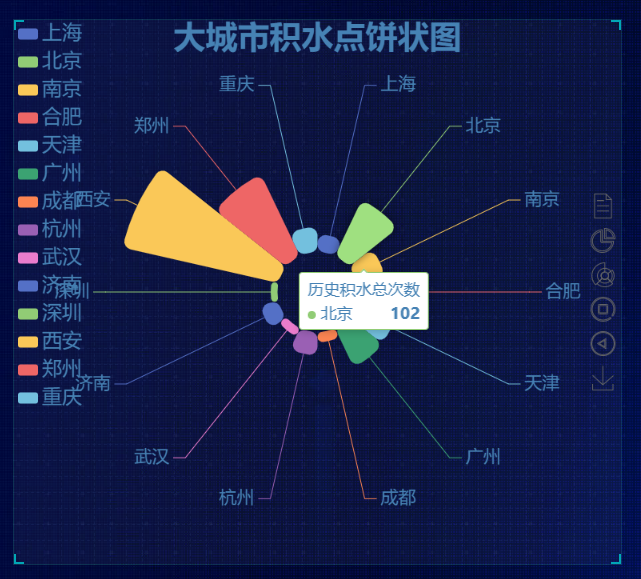 大城市积水点饼状图
上海
北京
南京
合肥
天津
广州
成都
杭州
武汉
济南
深圳
西安
郑州
重庆
重庆
上海
郑州
北京
西安
南京
深圳
合肥
历史积水总次数
北京 102
济南
天津
武汉
广州
杭州
成都